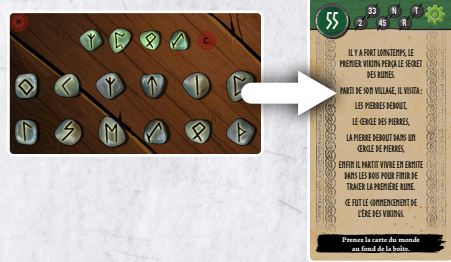 C.
55
33 N T
2 45 R
IL Y A FORT LONGTEMPS, LE
PREMIER VIKING PERÇA LE SECRET
DES RUNES.
PARTI DE SON VILLAGE, IL VISITA :
LES PIERRES DEBOUT,
LE CERCLE DES PIERRES,
LA PIERRE DEBOUT DANS UN
CERCLE DE PIERRES,
ENFIN IL PARTIT VIVRE EN ERMITE
DANS LES BOIS POUR FINIR DE
TRACER LA PREMIÈRE RUNE.
CE FUT LE COMMENCEMENT DE
L'ÈRE DES VIKINGS.
Prenez la carte du monde
au fond de la boîte.